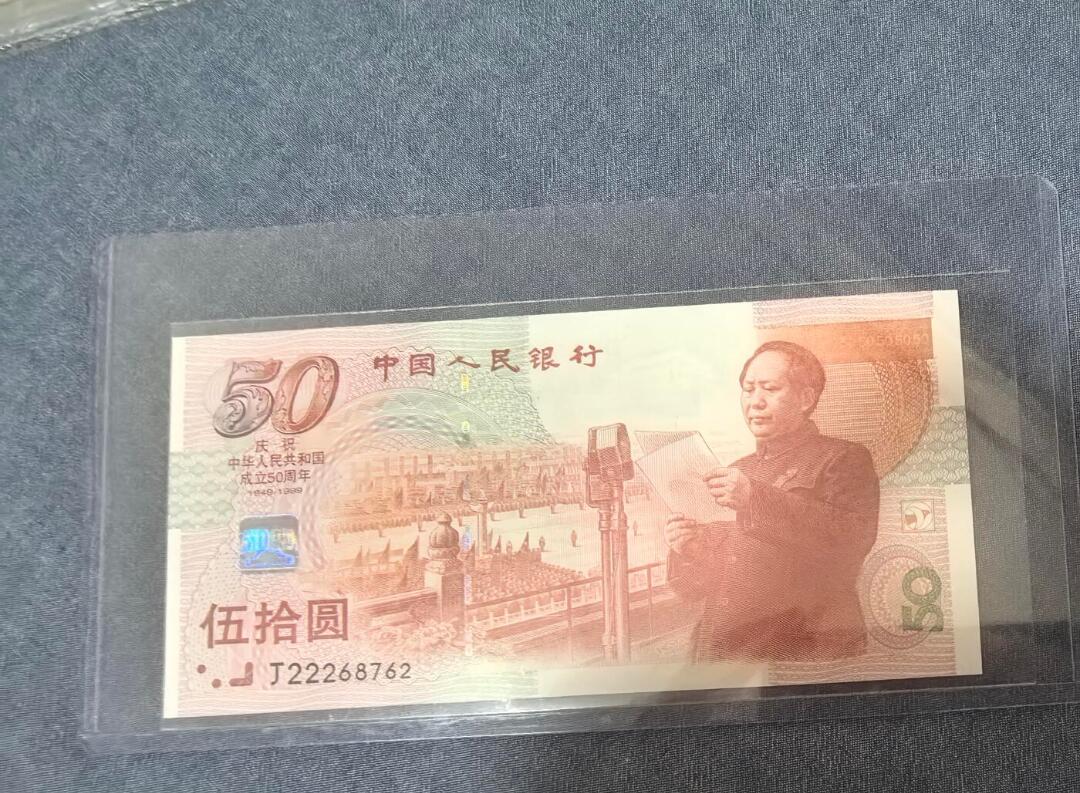 50
中国人民银行
庆祝
中华人民共和国
成立50周年
1949-1999
伍拾圆
J22268762
50